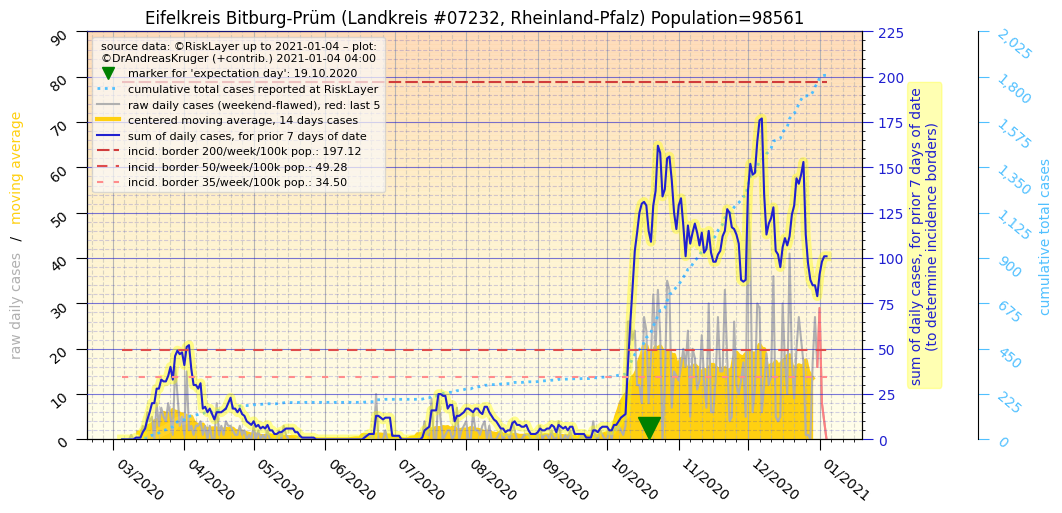 Eifelkreis Bitburg-Prüm (Landkreis #07232, Rheinland-Pfalz) Population=98561
source data: ©RiskLayer up to 2021-01-04 – plot:
©DrAndreasKruger (+contrib.) 2021-01-04 04:00
marker for 'expectation day': 19.10.2020
cumulative total cases reported at RiskLayer
raw daily cases (weekend-flawed), red: last 5
centered moving average, 14 days cases
sum of daily cases, for prior 7 days of date
incid. border 200/week/100k pop.: 197.12
incid. border 50/week/100k pop.: 49.28
incid. border 35/week/100k pop.: 34.50
raw daily cases / moving average
90
80
70
60
50
40
30
20
10
0
03/2020
04/2020
05/2020
06/2020
07/2020
08/2020
09/2020
10/2020
11/2020
12/2020
01/2021
225
200
175
150
125
100
75
50
25
0
sum of daily cases, for prior 7 days of date
(to determine incidence borders)
2,025
1,800
1,575
1,350
1,125
900
675
450
225
0
cumulative total cases